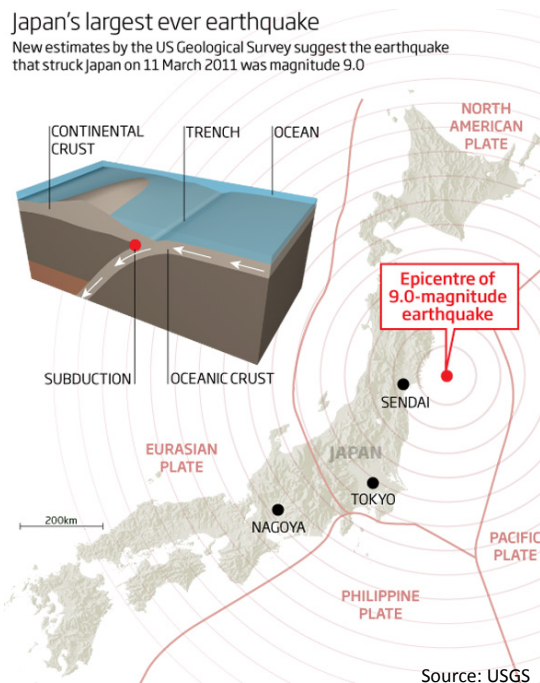 Japan's largest ever earthquake
New estimates by the US Geological Survey suggest the earthquake
that struck Japan on 11 March 2011 was magnitude 9.0
CONTINENTAL
CRUST
TRENCH
OCEAN
NORTH
AMERICAN
PLATE
Epicentre of
9.0-magnitude
earthquake
SUBDUCTION
OCEANIC CRUST
SENDAI
EURASIAN
PLATE
JAPAN
TOKYO
200km
NAGOYA
PACIFIC
PLATE
PHILIPPINE
PLATE
Source: USGS